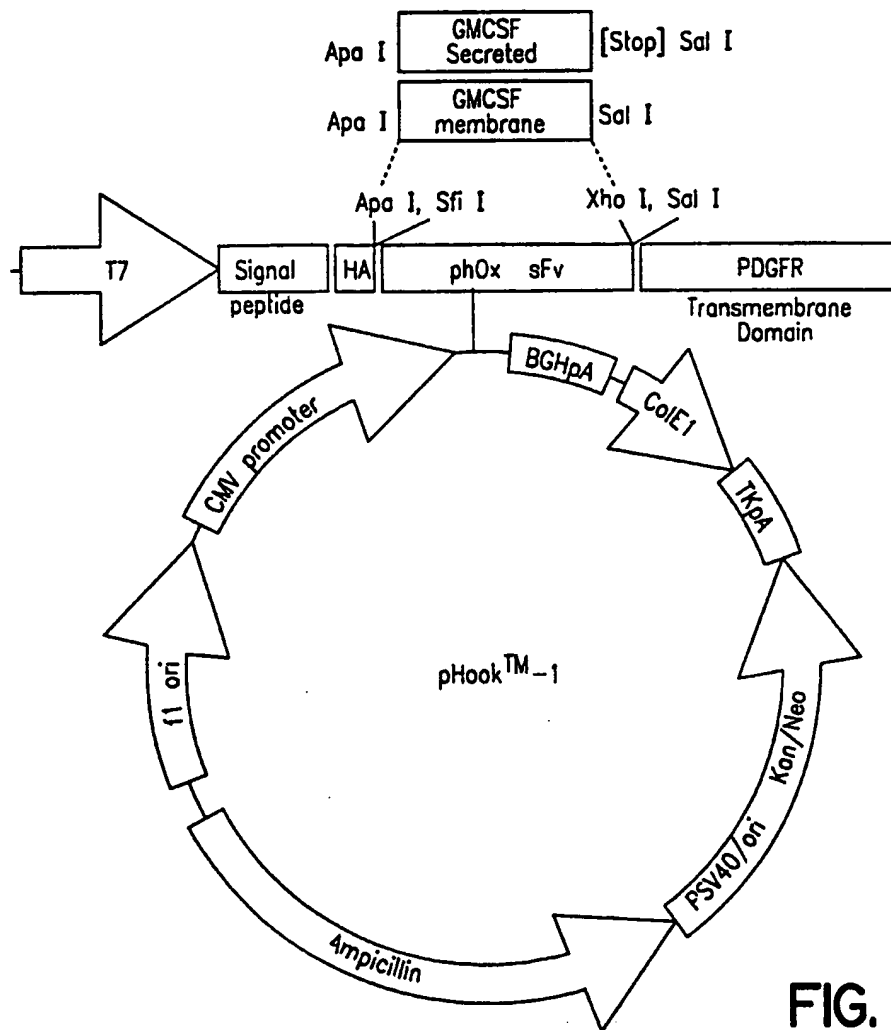 GMCSF
Secreted
Apa I
[Stop] Sal I
GMCSF
membrane
Apa I
Sal I
Apa I, Sfi I
Xho I, Sal I
T7
Signal
peptide
HA
phOx sFv
PDGFR
Transmembrane
Domain
BGHpA
ColE1
TKpA
CMV promoter
f1 ori
pHook™-1
Kan/Neo
PSV40/ori
Ampicillin
FIG.